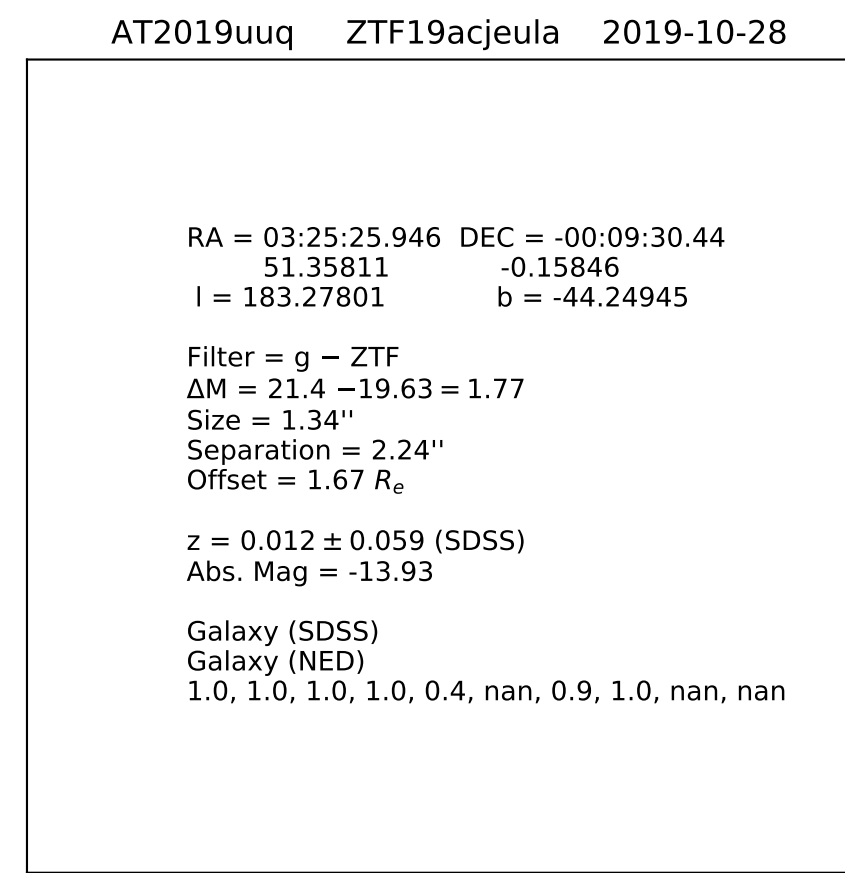 AT2019uuq ZTF19acjeula 2019-10-28
RA = 03:25:25.946 DEC = -00:09:30.44
51.35811 -0.15846
l = 183.27801 b = -44.24945
Filter = g − ZTF
ΔM = 21.4 −19.63 = 1.77
Size = 1.34''
Separation = 2.24''
Offset = 1.67 Re
z = 0.012 ± 0.059 (SDSS)
Abs. Mag = -13.93
Galaxy (SDSS)
Galaxy (NED)
1.0, 1.0, 1.0, 1.0, 0.4, nan, 0.9, 1.0, nan, nan